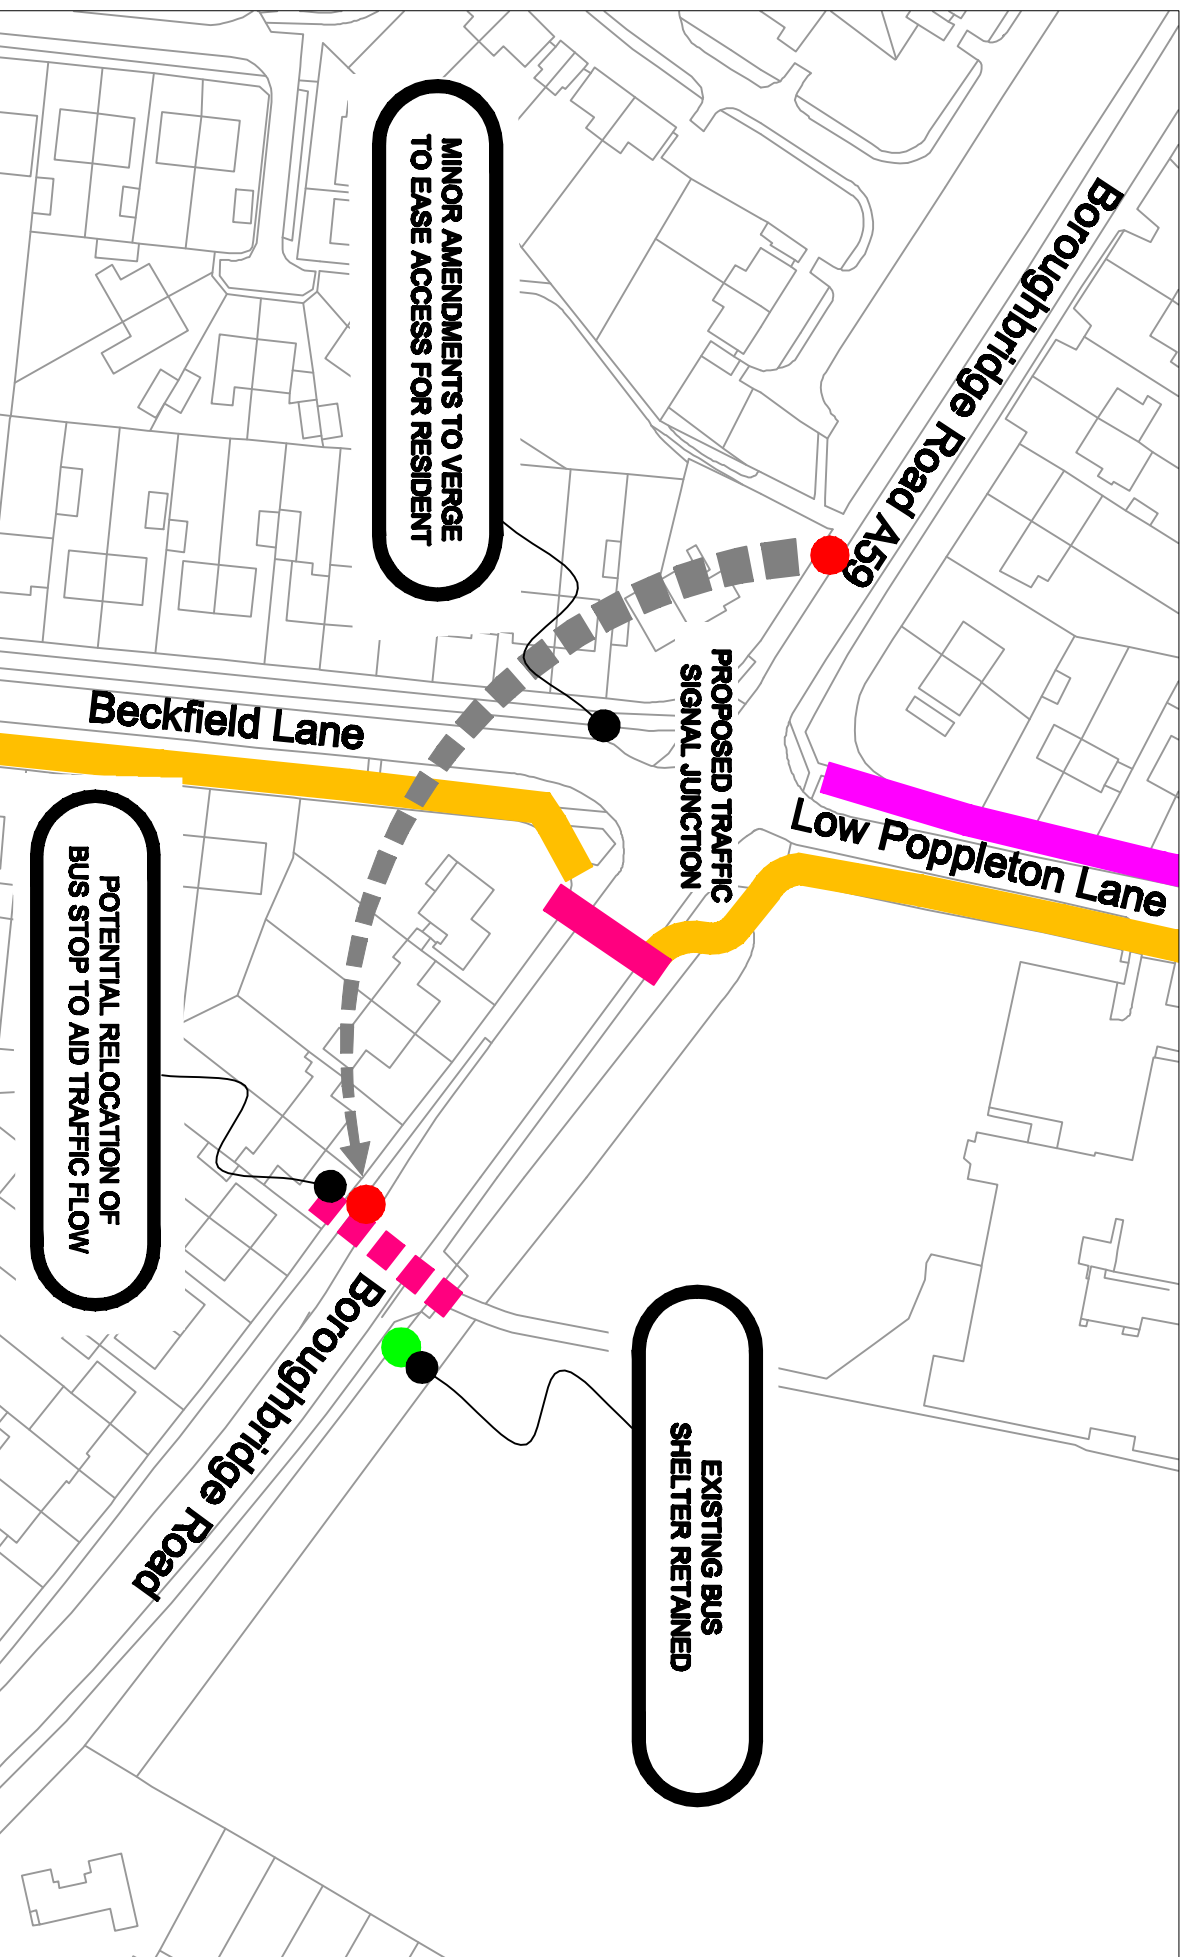 MINOR AMENDMENTS TO VERGE
TO EASE ACCESS FOR RESIDENT
Boroughbridge Road A59
PROPOSED TRAFFIC
SIGNAL JUNCTION
Beckfield Lane
Low Poppleton Lane
POTENTIAL RELOCATION OF
BUS STOP TO AID TRAFFIC FLOW
Boroughbridge Road
EXISTING BUS
SHELTER RETAINED